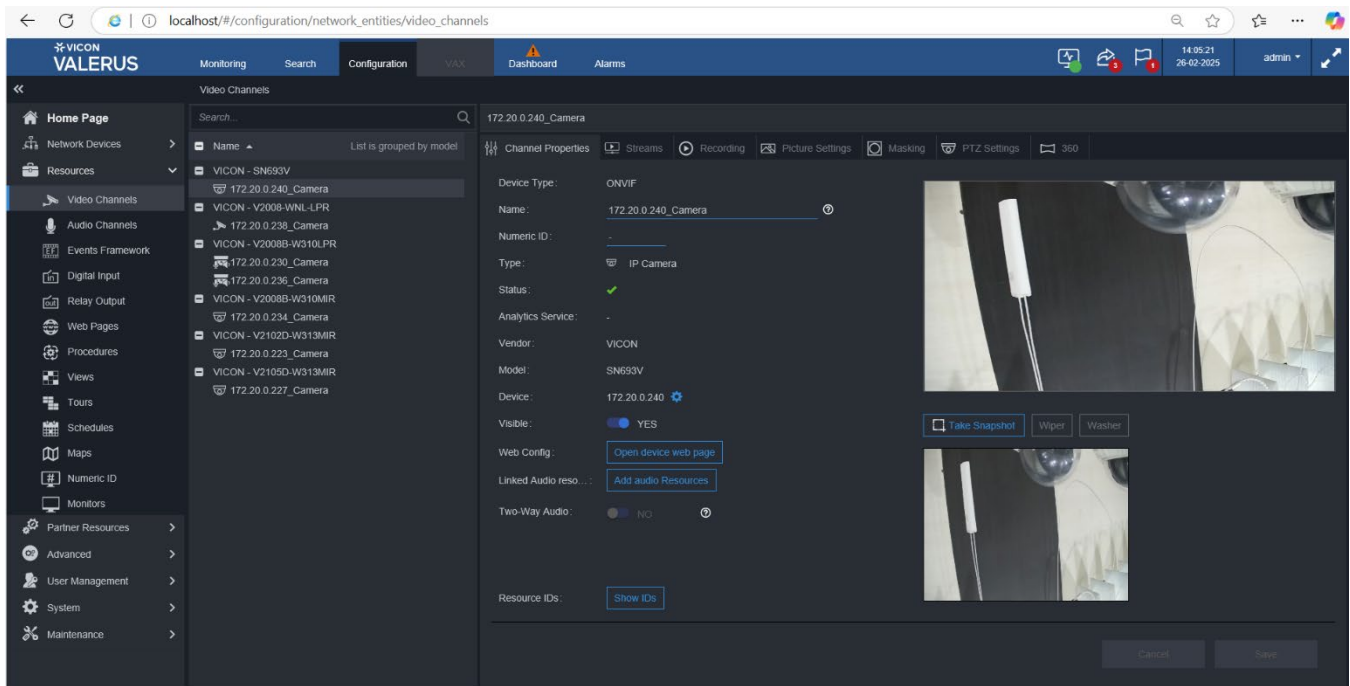 localhost/#/configuration/network_entities/video_channels
VICON
VALERUS
Monitoring
Search
Configuration
VAX
Dashboard
Alarms
3
1
14:05:21
26-02-2025
admin
Video Channels
Home Page
Network Devices
Resources
Video Channels
Audio Channels
EF Events Framework
in Digital Input
out Relay Output
Web Pages
Procedures
Views
Tours
Schedules
Maps
# Numeric ID
Monitors
Partner Resources
Advanced
User Management
System
Maintenance
Search...
Name
List is grouped by model
VICON - SN693V
172.20.0.240_Camera
VICON - V2008-WNL-LPR
172.20.0.238_Camera
VICON - V2008B-W310LPR
172.20.0.230_Camera
172.20.0.236_Camera
VICON - V2008B-W310MIR
172.20.0.234_Camera
VICON - V2102D-W313MIR
172.20.0.223_Camera
VICON - V2105D-W313MIR
172.20.0.227_Camera
172.20.0.240_Camera
Channel Properties
Streams
Recording
Picture Settings
Masking
PTZ Settings
360
Device Type: ONVIF
Name: 172.20.0.240_Camera
Numeric ID: -
Type: IP Camera
Status:
Analytics Service: -
Vendor: VICON
Model: SN693V
Device: 172.20.0.240
Visible: YES
Web Config: Open device web page
Linked Audio reso...: Add audio Resources
Two-Way Audio: NO
Resource IDs: Show IDs
Take Snapshot
Wiper
Washer
Cancel
Save